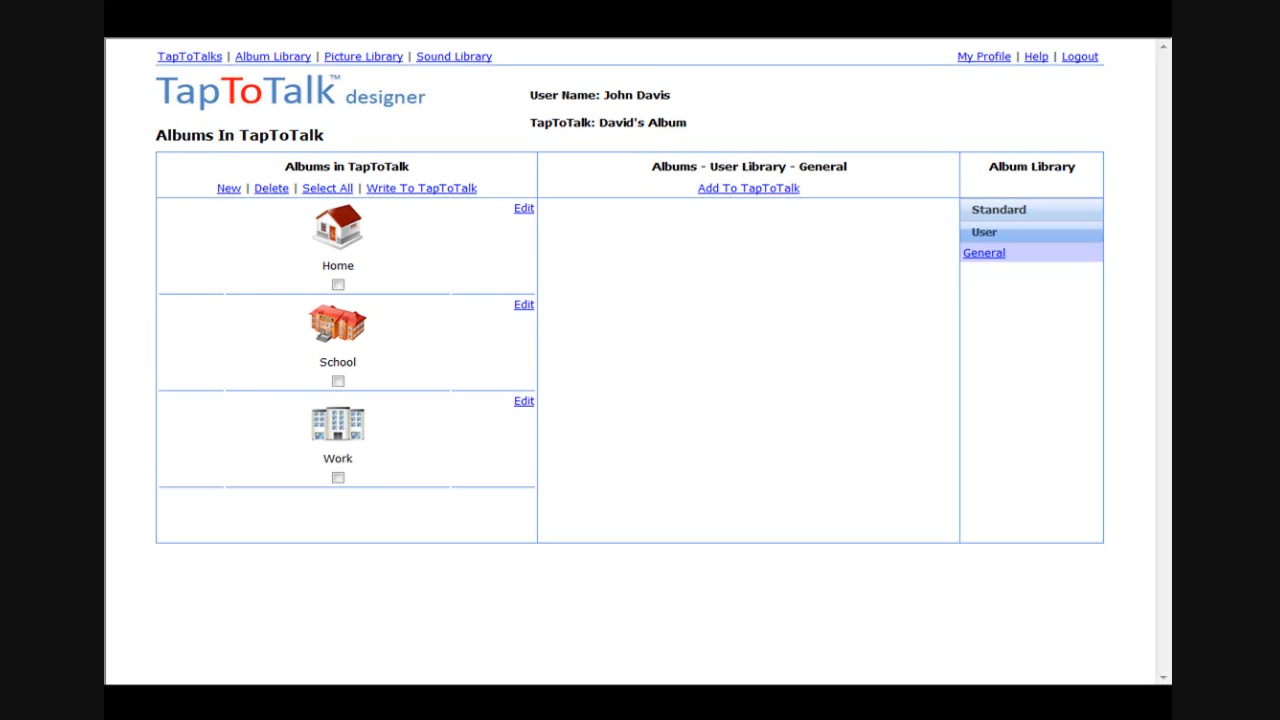 TapToTalks | Album Library | Picture Library | Sound Library
My Profile | Help | Logout
TapToTalk™ designer
User Name: John Davis
TapToTalk: David's Album
Albums In TapToTalk
Albums in TapToTalk
New | Delete | Select All | Write To TapToTalk
Albums - User Library - General
Add To TapToTalk
Album Library
Edit
Home
Edit
School
Edit
Work
Standard
User
General